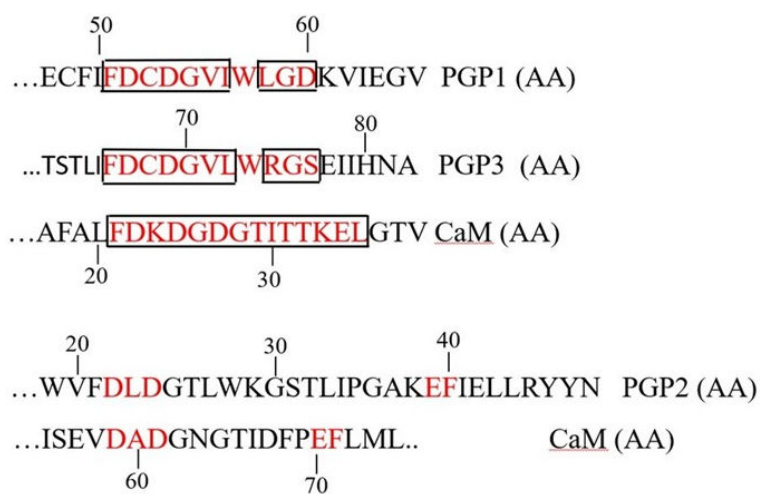 50 60
...ECFIFDCDGVIWLGDKVIEGV PGP1 (AA)
70 80
...TSTLIFDCDGVLWRGSEIIHNA PGP3 (AA)
...AFALFDKDGDGTITTKELGTV CaM (AA)
20 30
20 30 40
...WVFDLDGTLWKGSTLIPGAKEFIELLRYYN PGP2 (AA)
...ISEVDADGNGTIDFPEFLML.. CaM (AA)
60 70